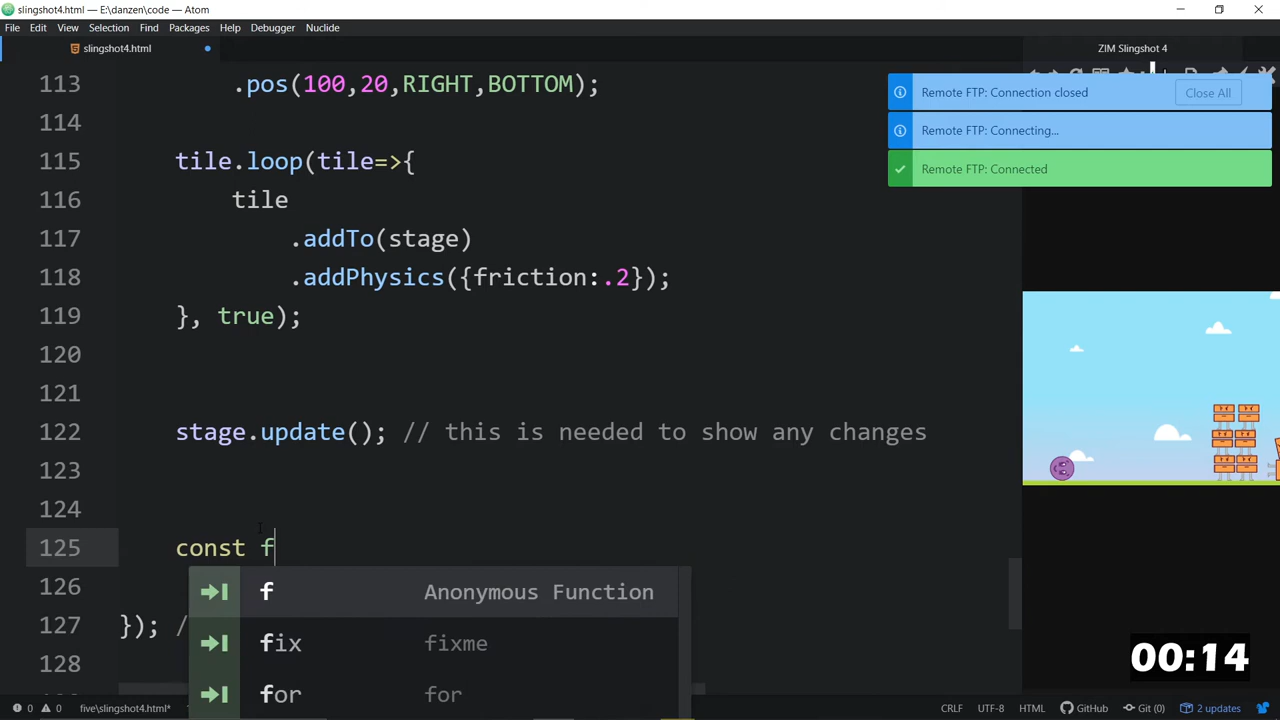 slingshot4.html — E:\danzen\code — Atom
File Edit View Selection Find Packages Help Debugger Nuclide
slingshot4.html
ZIM Slingshot 4
Remote FTP: Connection closed
Close All
Remote FTP: Connecting...
Remote FTP: Connected
113 .pos(100,20,RIGHT,BOTTOM);
114
115 tile.loop(tile=>{
116 tile
117 .addTo(stage)
118 .addPhysics({friction:.2});
119 }, true);
120
121
122 stage.update(); // this is needed to show any changes
123
124
125 const f
126
f Anonymous Function
127 }); /
fix fixme
128
for for
00:14
0 0 five\slingshot4.html* CRLF UTF-8 HTML GitHub Git (0) 2 updates